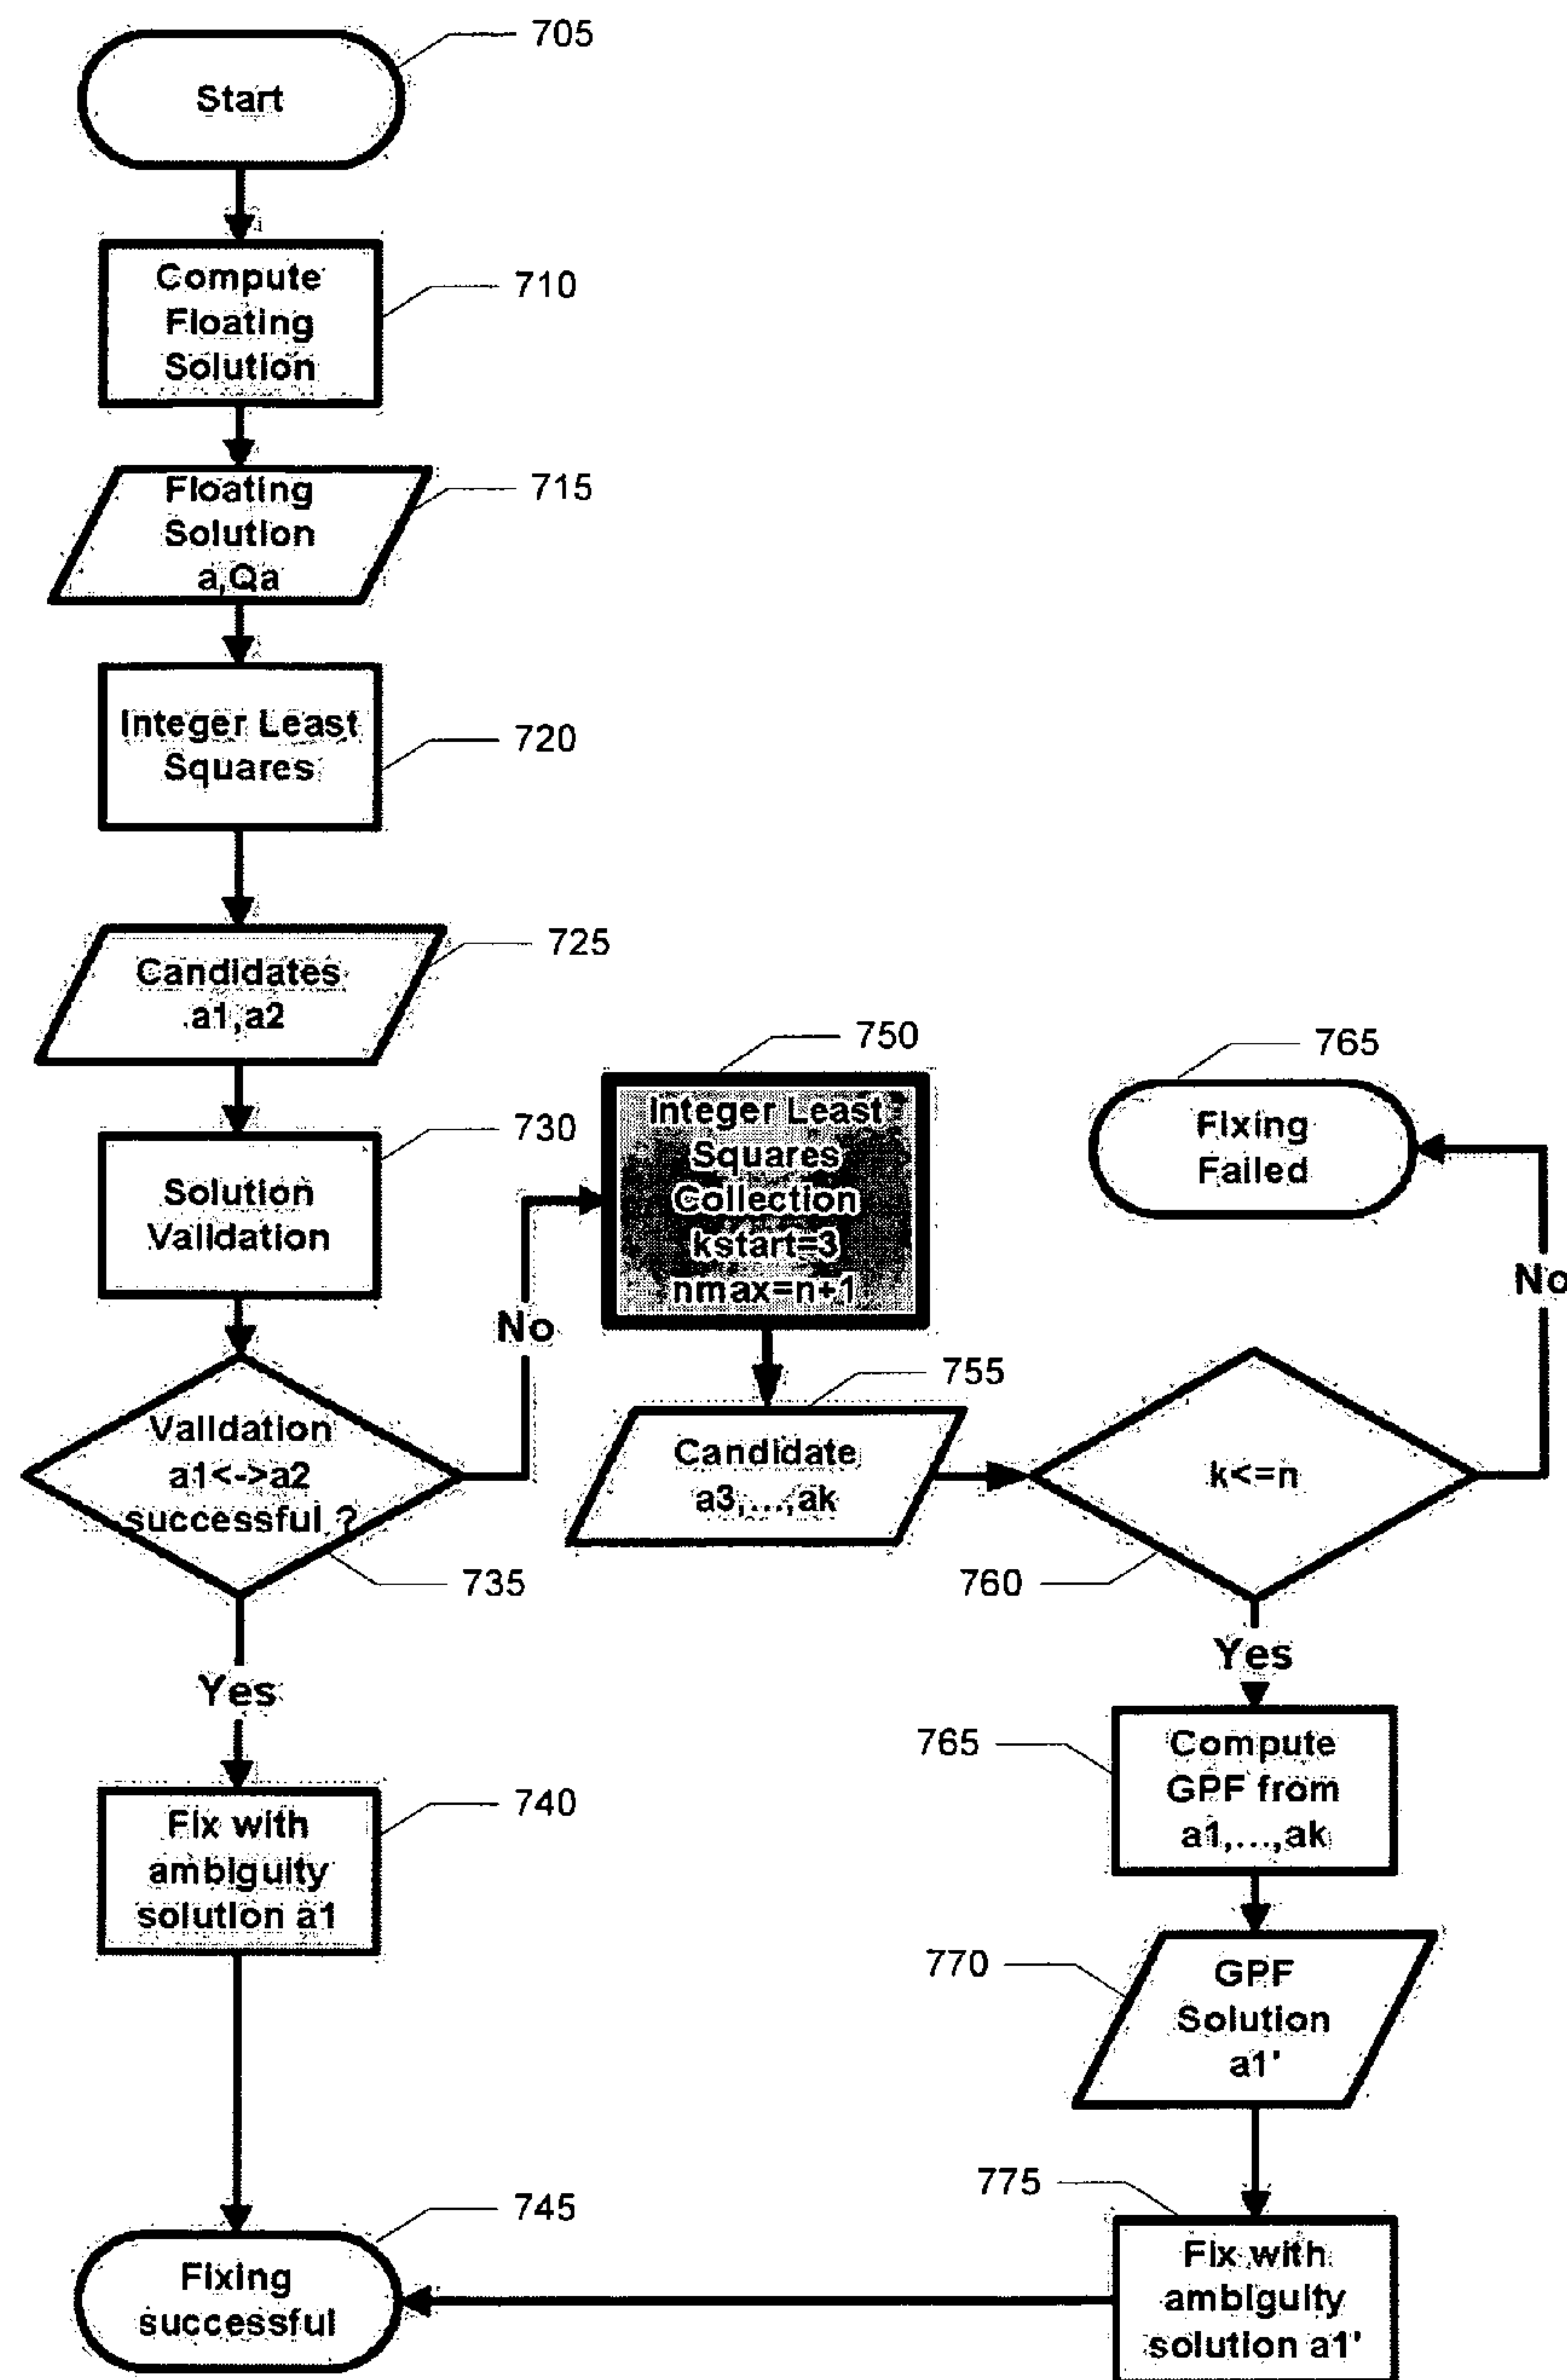 705
Start
Compute
Floating
Solution
710
Floating
Solution
a,Qa
715
Integer Least
Squares
720
Candidates
a1,a2
725
Solution
Validation
730
Validation
a1<->a2
successful ?
735
No
Yes
Fix with
ambiguity
solution a1
740
Fixing
successful
745
750
Integer Least
Squares
Collection
kstart=3
nmax=n+1
755
Candidate
a3,...,ak
765
Fixing
Failed
No
k<=n
760
Yes
765
Compute
GPF from
a1,...,ak
770
GPF
Solution
a1'
775
Fix with
ambiguity
solution a1'